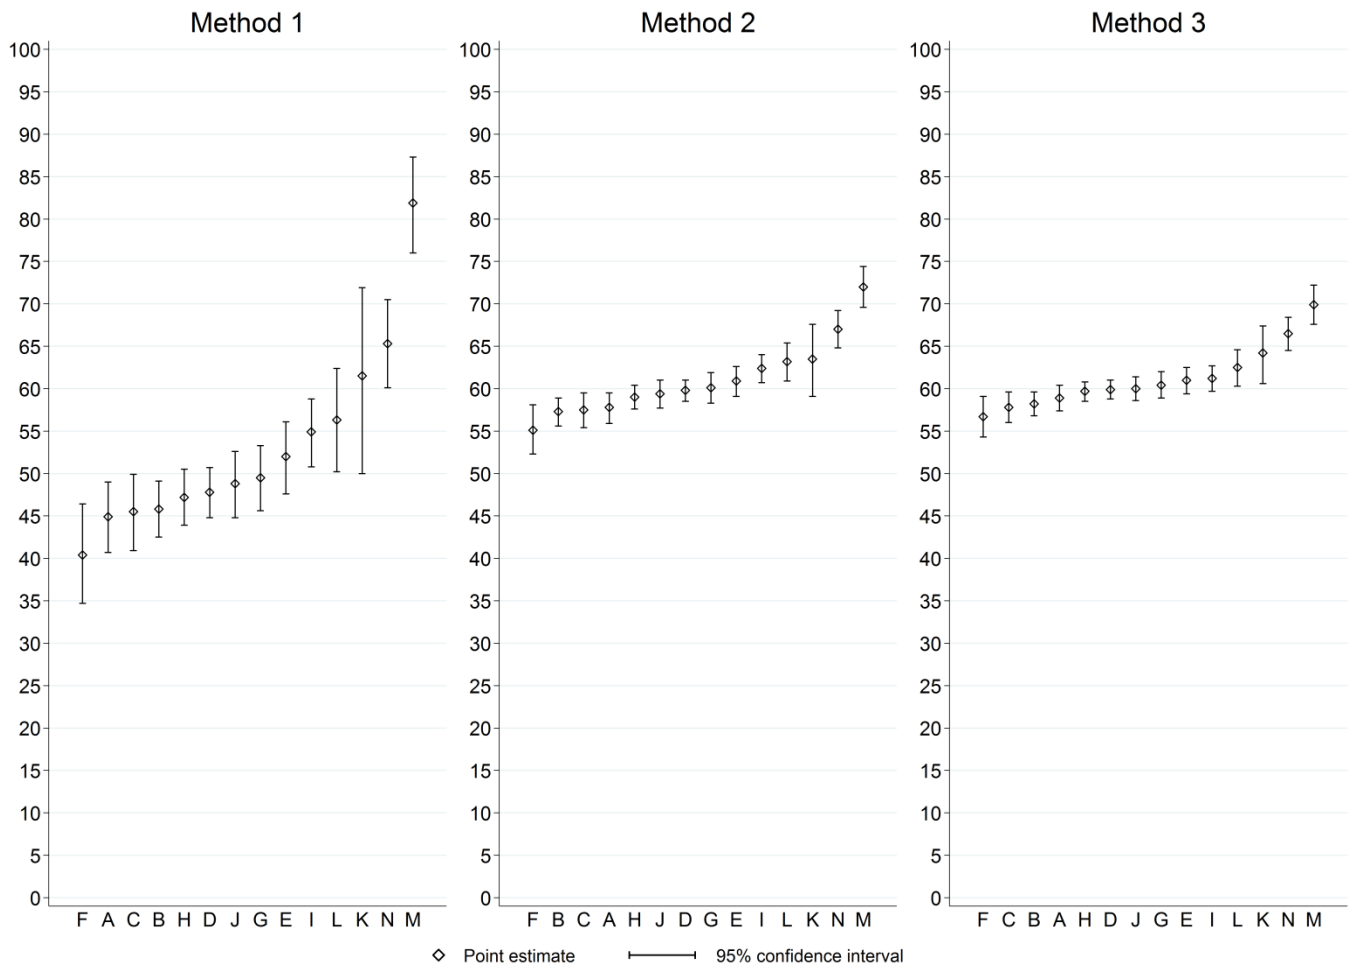 Method 1 Method 2 Method 3
100 100 100
95 95 95
90 90 90
85 85 85
80 80 80
75 75 75
70 70 70
65 65 65
60 60 60
55 55 55
50 50 50
45 45 45
40 40 40
35 35 35
30 30 30
25 25 25
20 20 20
15 15 15
10 10 10
5 5 5
0 0 0
F A C B H D J G E I L K N M F B C A H J D G E I L K N M F C B A H D J G E I L K N M
Point estimate 95% confidence interval